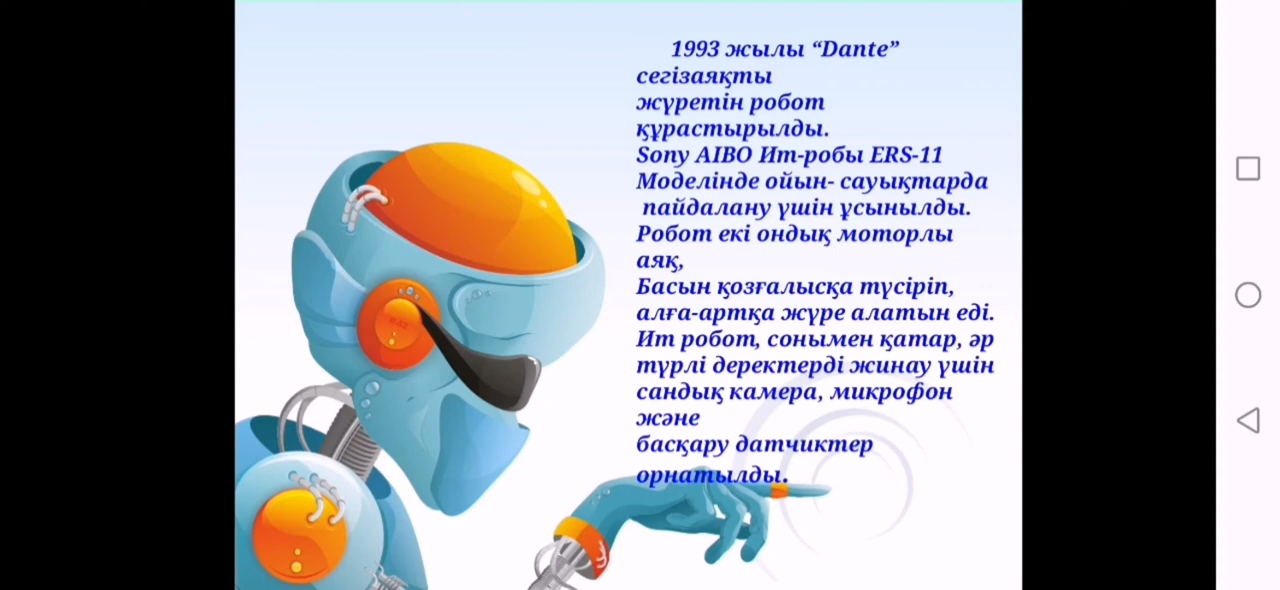 1993 жылы “Dante”
сегізаяқты
жүретін робот
құрастырылды.
Sony AIBO Ит-робы ERS-11
Моделінде ойын- сауықтарда
пайдалану үшін ұсынылды.
Робот екі ондық моторлы
аяқ,
Басын қозғалысқа түсіріп,
алға-артқа жүре алатын еді.
Ит робот, сонымен қатар, әр
түрлі деректерді жинау үшін
сандық камера, микрофон
және
басқару датчиктер
орнатылды.